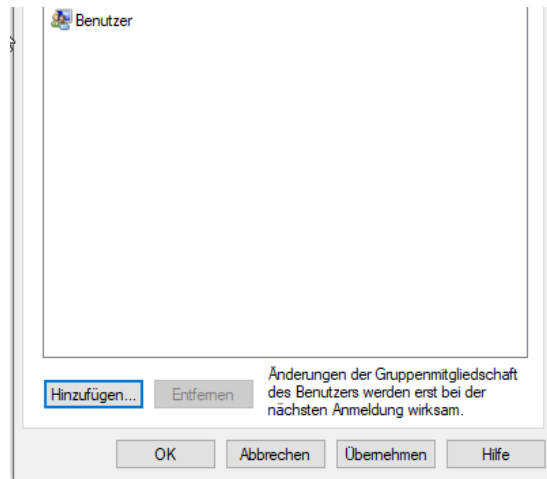 Benutzer
Änderungen der Gruppenmitgliedschaft
des Benutzers werden erst bei der
nächsten Anmeldung wirksam.
Hinzufügen... Entfernen
OK Abbrechen Übernehmen Hilfe